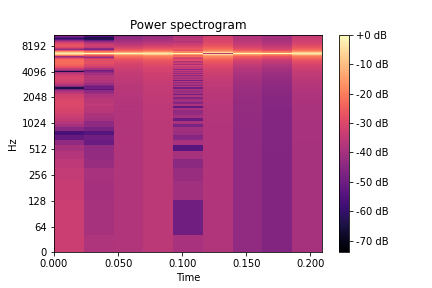 Power spectrogram
Hz
8192
4096
2048
1024
512
256
128
64
0
0.000 0.050 0.100 0.150 0.200
Time
+0 dB
-10 dB
-20 dB
-30 dB
-40 dB
-50 dB
-60 dB
-70 dB